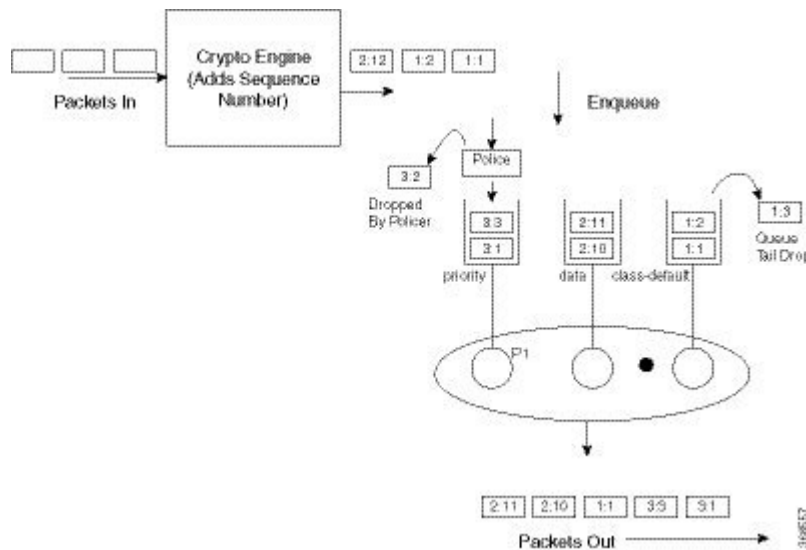 Crypto Engine
(Adds Sequence
Number)
2:12 1:2 1:1
Packets In
Enqueue
Police
3:2
Dropped
By Policer
3:3
3:1
2:11
2:10
1:2
1:1
1:3
Queue
Tail Drop
priority
data
class-default
P1
2:11 2:10 1:1 3:3 3:1
Packets Out